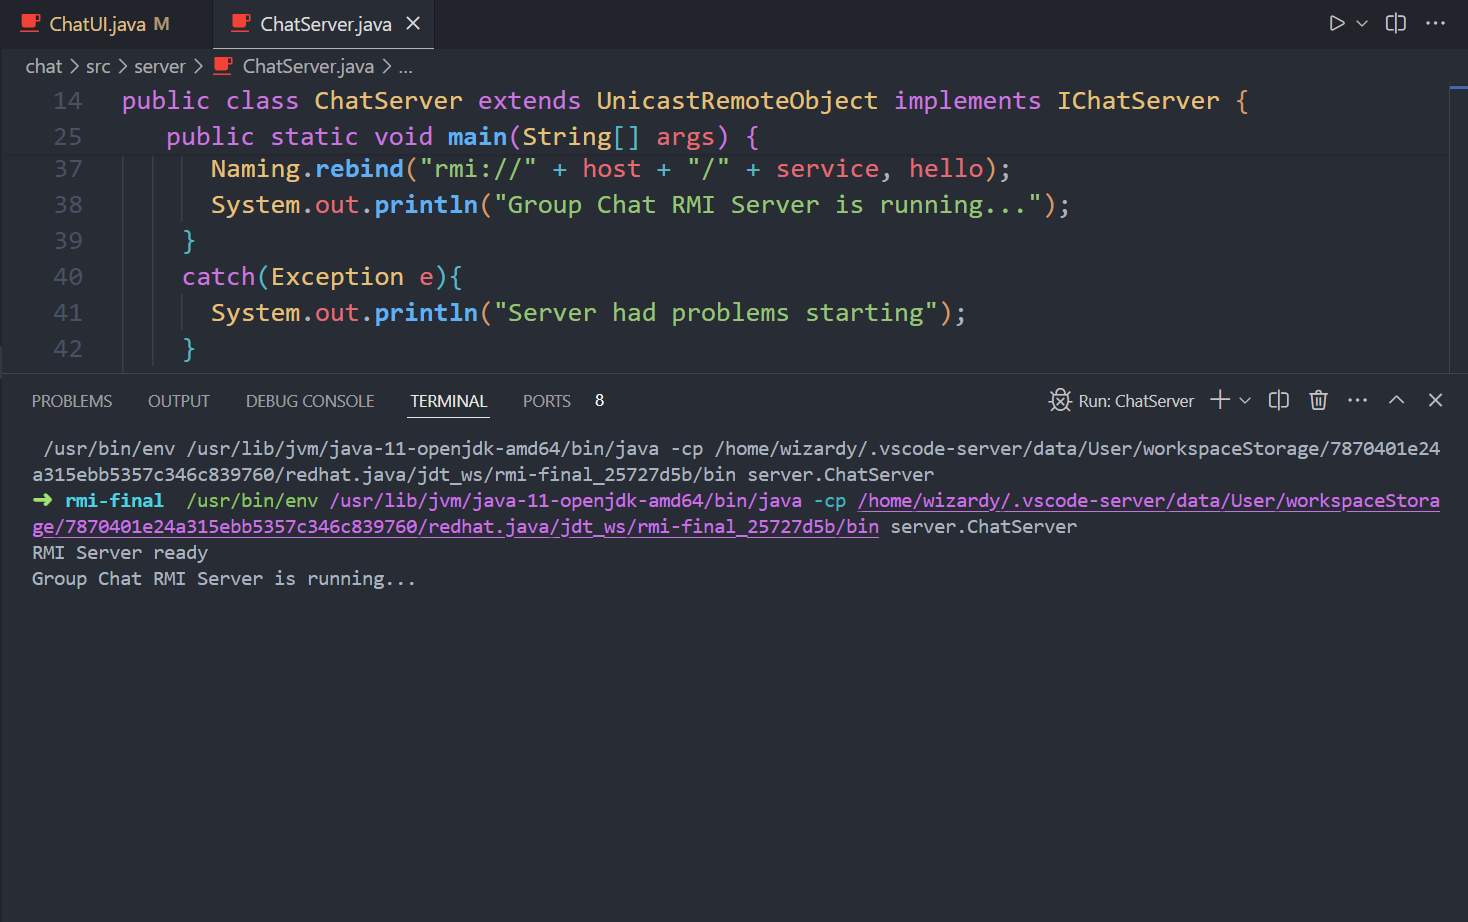 ChatUI.java M ChatServer.java
chat > src > server > ChatServer.java > ...
14 public class ChatServer extends UnicastRemoteObject implements IChatServer {
25 public static void main(String[] args) {
37 Naming.rebind("rmi://" + host + "/" + service, hello);
38 System.out.println("Group Chat RMI Server is running...");
39 }
40 catch(Exception e){
41 System.out.println("Server had problems starting");
42 }
PROBLEMS OUTPUT DEBUG CONSOLE TERMINAL PORTS 8 Run: ChatServer
/usr/bin/env /usr/lib/jvm/java-11-openjdk-amd64/bin/java -cp /home/wizardy/.vscode-server/data/User/workspaceStorage/7870401e24
a315ebb5357c346c839760/redhat.java/jdt_ws/rmi-final_25727d5b/bin server.ChatServer
➜ rmi-final /usr/bin/env /usr/lib/jvm/java-11-openjdk-amd64/bin/java -cp /home/wizardy/.vscode-server/data/User/workspaceStora
ge/7870401e24a315ebb5357c346c839760/redhat.java/jdt_ws/rmi-final_25727d5b/bin server.ChatServer
RMI Server ready
Group Chat RMI Server is running...